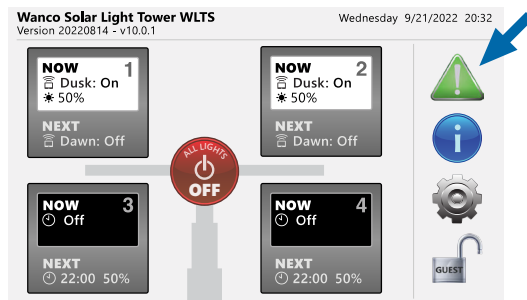 Wanco Solar Light Tower WLTS
Wednesday 9/21/2022 20:32
Version 20220814 - v10.0.1
NOW 1
Dusk: On
50%
NEXT
Dawn: Off
NOW 2
Dusk: On
50%
NEXT
Dawn: Off
ALL LIGHTS
OFF
NOW 3
Off
NEXT
22:00 50%
NOW 4
Off
NEXT
22:00 50%
!
i
GUEST